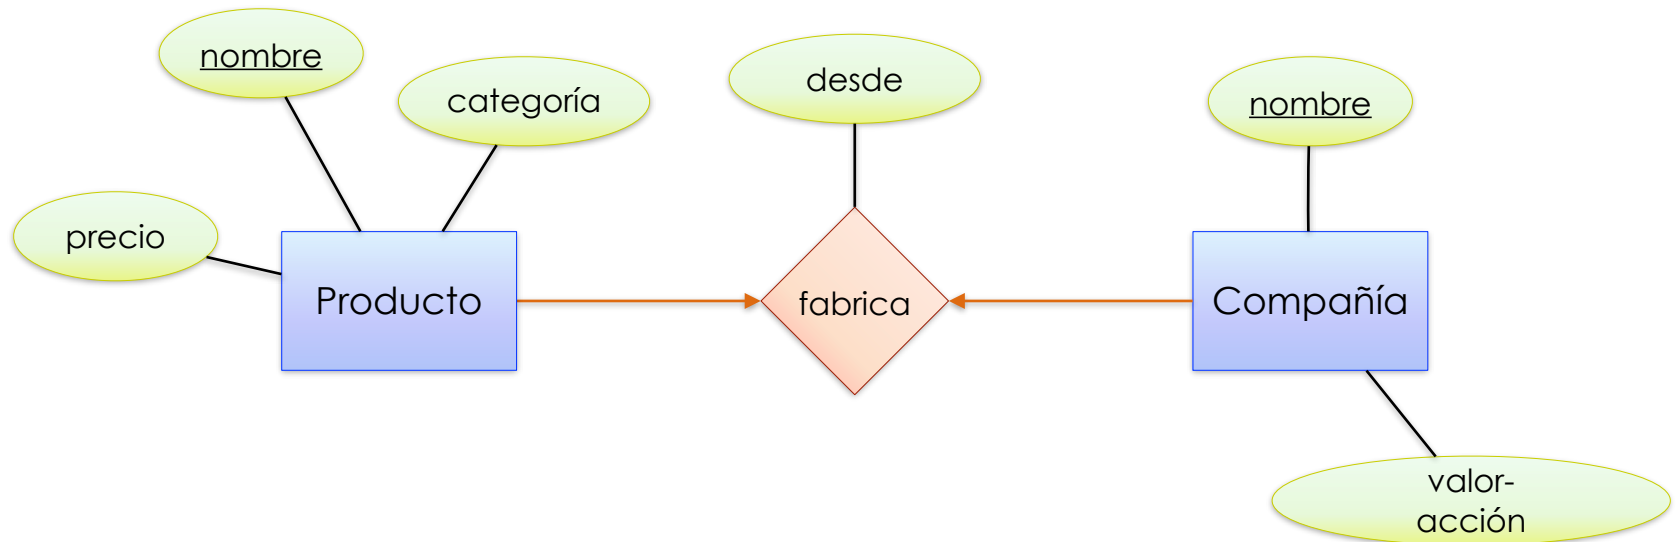 nombre
categoría
desde
nombre
precio
Producto
fabrica
Compañía
valor-
acción